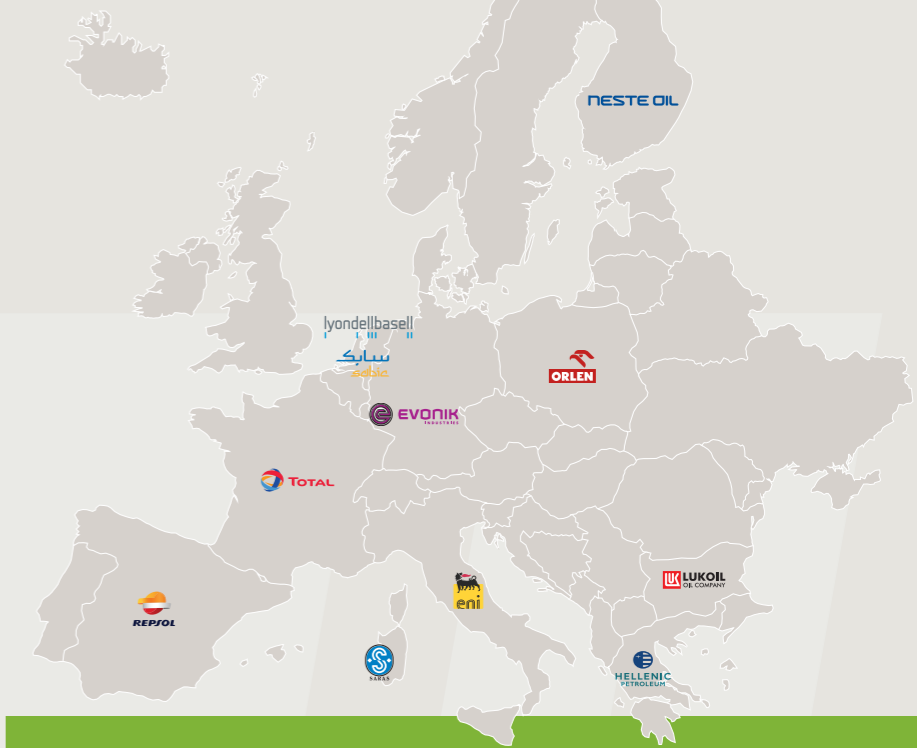 NESTE OIL
lyondellbasell
سابك
sabic
ORLEN
EVONIK
INDUSTRIES
TOTAL
LUKOIL
OIL COMPANY
eni
REPSOL
SARAS
HELLENIC
PETROLEUM